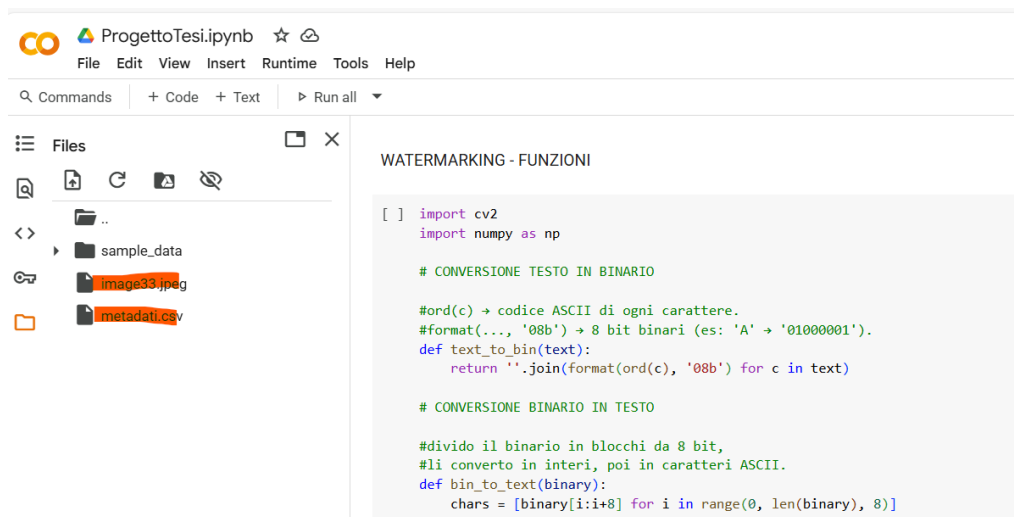 ProgettoTesi.ipynb
File Edit View Insert Runtime Tools Help
Commands + Code + Text Run all
Files
..
sample_data
image33.jpeg
metadati.csv
WATERMARKING - FUNZIONI
[ ] import cv2
import numpy as np
# CONVERSIONE TESTO IN BINARIO
#ord(c) → codice ASCII di ogni carattere.
#format(..., '08b') → 8 bit binari (es: 'A' → '01000001').
def text_to_bin(text):
return ''.join(format(ord(c), '08b') for c in text)
# CONVERSIONE BINARIO IN TESTO
#divido il binario in blocchi da 8 bit,
#li converto in interi, poi in caratteri ASCII.
def bin_to_text(binary):
chars = [binary[i:i+8] for i in range(0, len(binary), 8)]